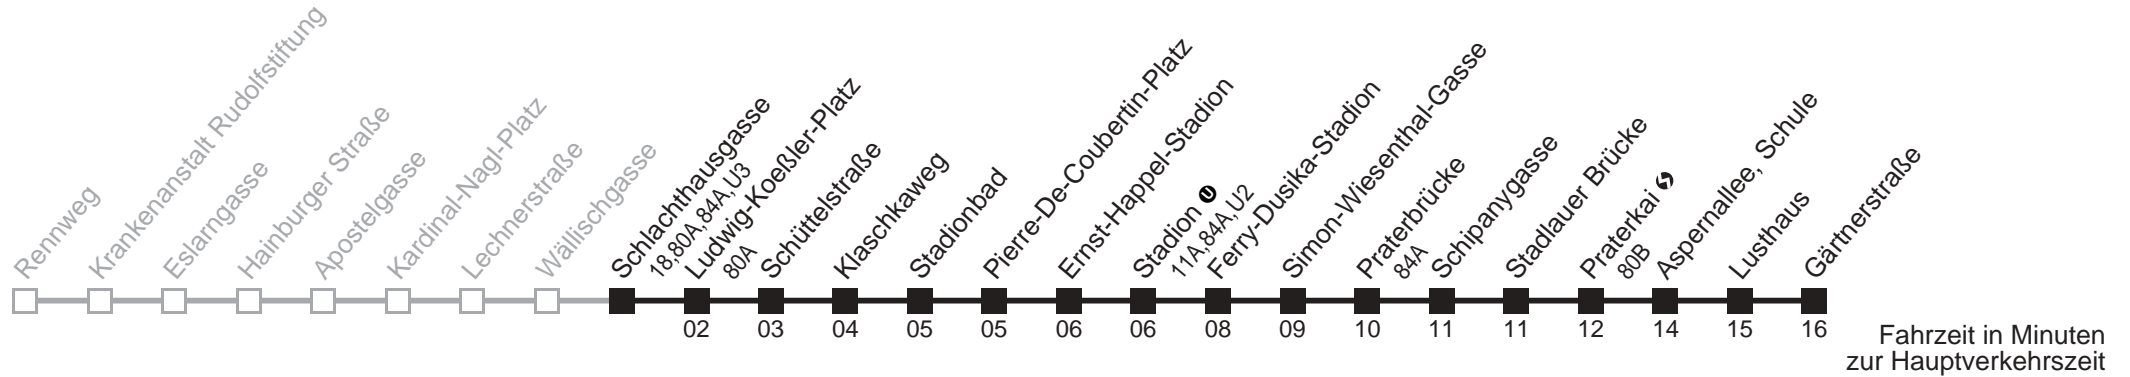 Rennweg
Krankenanstalt Rudolfstiftung
Eslarngasse
Hainburger Straße
Apostelgasse
Kardinal-Nagl-Platz
Lechnerstraße
Wällischgasse
Schlachthausgasse
18,80A,84A,U3
Ludwig-Koeßler-Platz
80A
Schüttelstraße
Klaschkaweg
Stadionbad
Pierre-De-Coubertin-Platz
Ernst-Happel-Stadion
Stadion U
11A,84A,U2
Ferry-Dusika-Stadion
Simon-Wiesenthal-Gasse
Praterbrücke
84A
Schipanygasse
Stadlauer Brücke
Praterkai
80B
Aspernallee, Schule
Lusthaus
Gärtnerstraße
02 03 04 05 05 06 06 08 09 10 11 11 12 14 15 16
Fahrzeit in Minuten
zur Hauptverkehrszeit